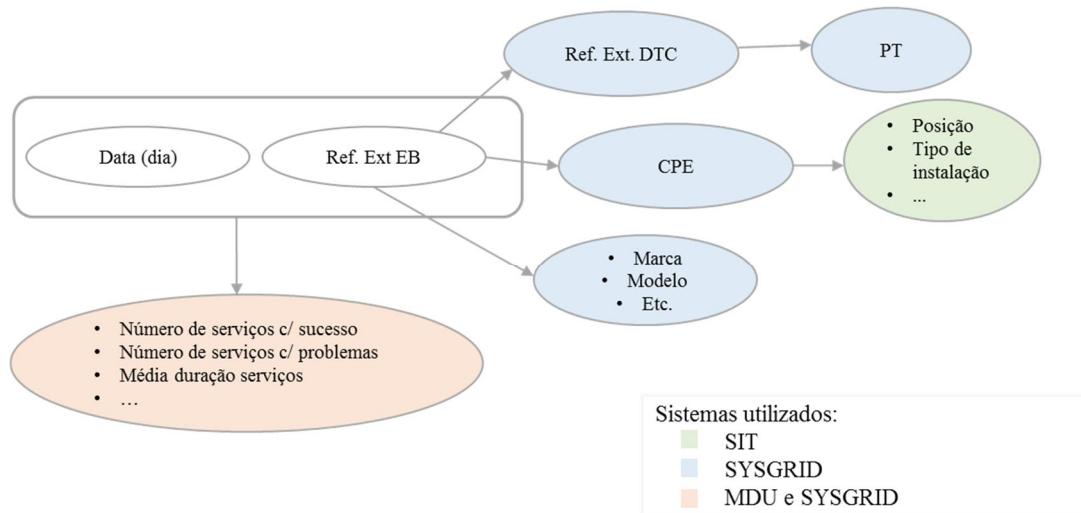 Ref. Ext. DTC
PT
Data (dia)
Ref. Ext EB
CPE
• Posição
• Tipo de
instalação
• ...
• Marca
• Modelo
• Etc.
• Número de serviços c/ sucesso
• Número de serviços c/ problemas
• Média duração serviços
• …
Sistemas utilizados:
SIT
SYSGRID
MDU e SYSGRID